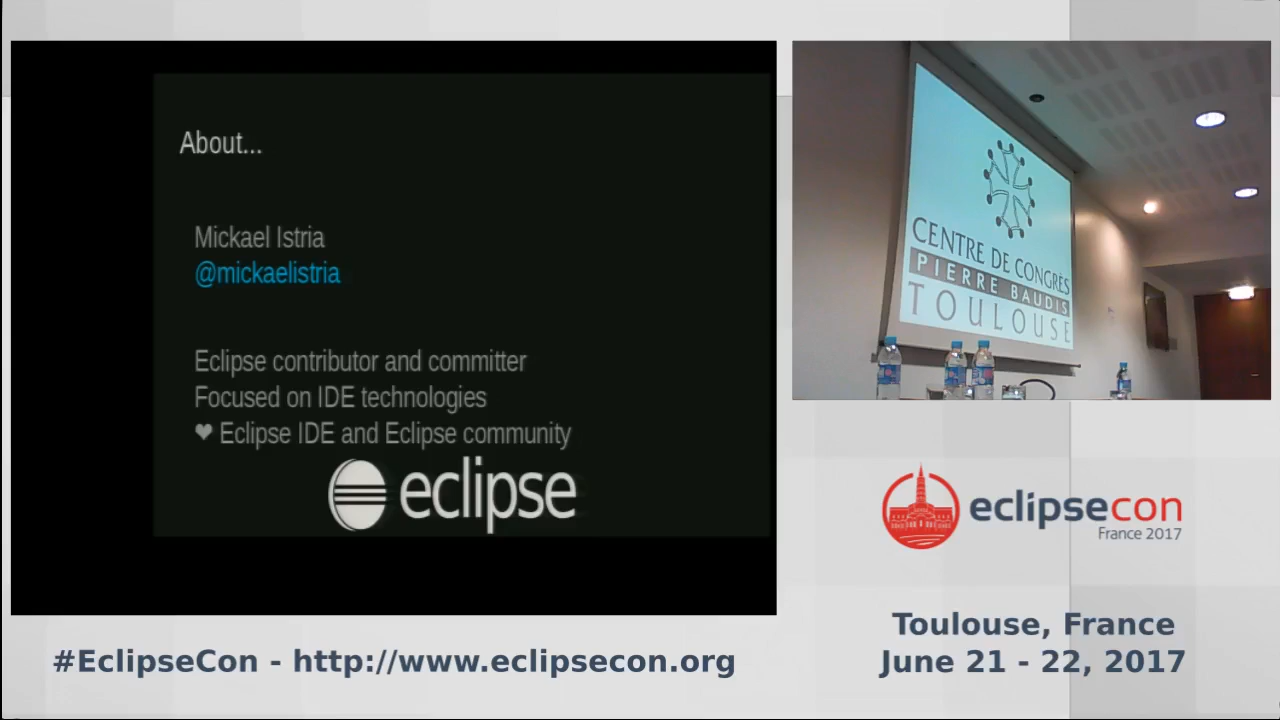 About...
Mickael Istria
@mickaelistria
Eclipse contributor and committer
Focused on IDE technologies
♥ Eclipse IDE and Eclipse community
eclipse
CENTRE DE CONGRÈS
PIERRE BAUDIS
TOULOUSE
eclipsecon
France 2017
Toulouse, France
June 21 - 22, 2017
#EclipseCon - http://www.eclipsecon.org